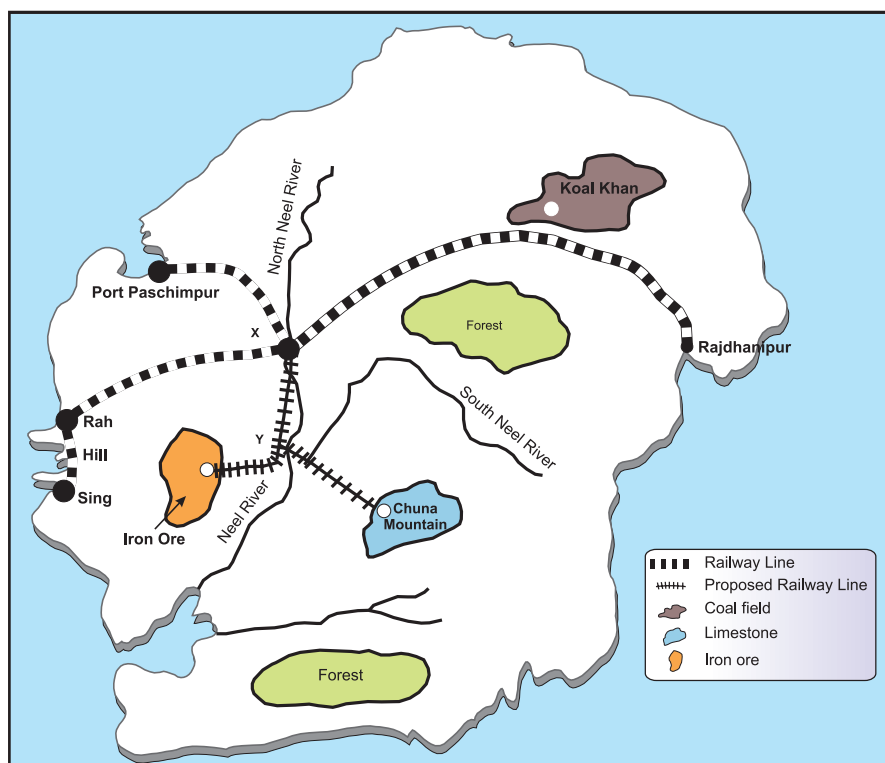 Koal Khan
North Neel River
Port Paschimpur
X
Forest
Rajdhanipur
South Neel River
Rah
Y
Hill
Sing
Neel River
Chuna
Mountain
Iron Ore
Railway Line
Proposed Railway Line
Coal field
Limestone
Iron ore
Forest